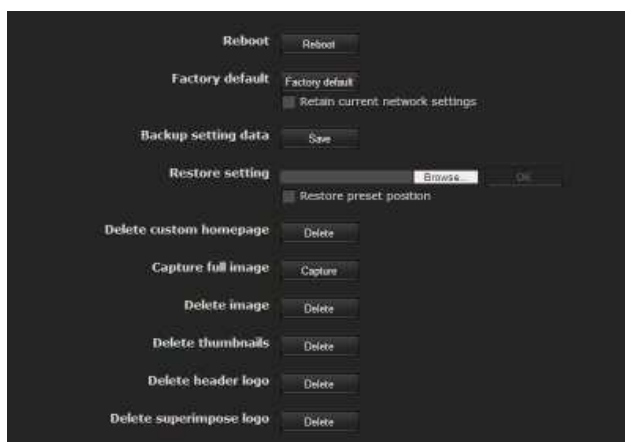 Reboot Reboot
Factory default Factory default
Retain current network settings
Backup setting data Save
Restore setting Browse... OK
Restore preset position
Delete custom homepage Delete
Capture full image Capture
Delete image Delete
Delete thumbnails Delete
Delete header logo Delete
Delete superimpose logo Delete